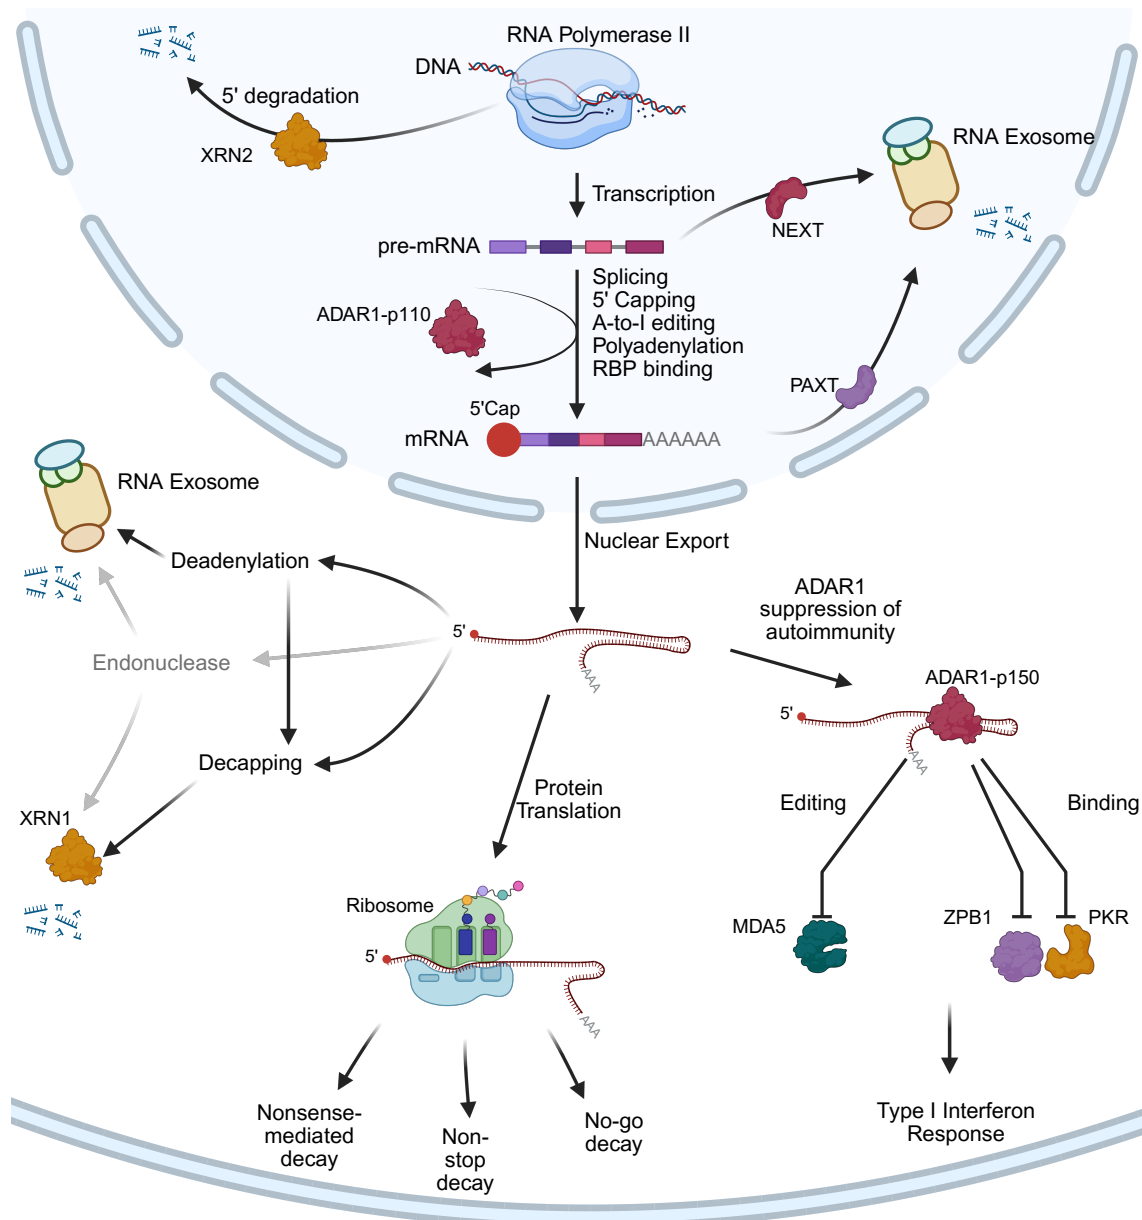 RNA Polymerase II
DNA
5' degradation
XRN2
RNA Exosome
Transcription
NEXT
pre-mRNA
Splicing
5' Capping
A-to-I editing
Polyadenylation
RBP binding
ADAR1-p110
PAXT
5'Cap
mRNA
AAAAAA
RNA Exosome
Nuclear Export
Deadenylation
ADAR1
suppression of
autoimmunity
5'
AAA
Endonuclease
ADAR1-p150
5'
AAA
Decapping
Protein
Translation
Editing
Binding
XRN1
Ribosome
MDA5
ZPB1
PKR
5'
AAA
Nonsense-
mediated
decay
Non-
stop
decay
No-go
decay
Type I Interferon
Response